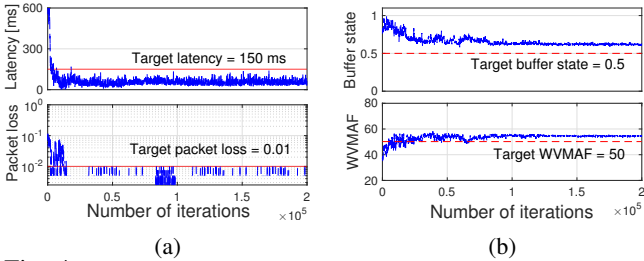 Latency [ms]
600
300
150
0
Target latency = 150 ms
Packet loss
10^0
10^-1
10^-2
Target packet loss = 0.01
0 0.5 1 1.5 2
Number of iterations
×10^5
(a)
Buffer state
1
0.5
0
Target buffer state = 0.5
WVMAF
80
60
40
20
Target WVMAF = 50
0 0.5 1 1.5 2
Number of iterations
×10^5
(b)